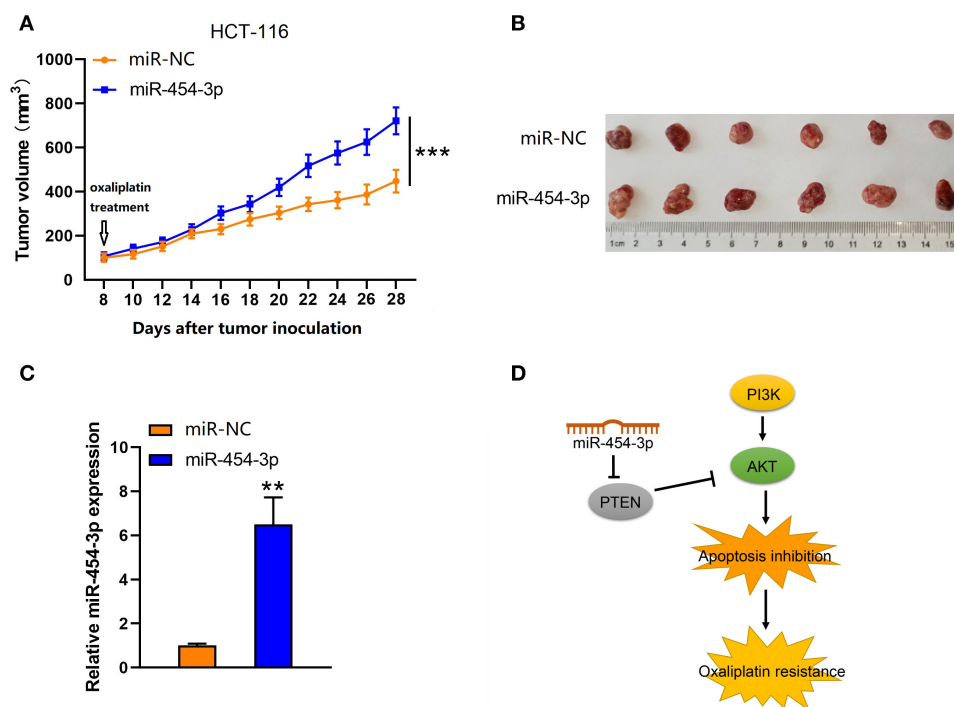 A
HCT-116
miR-NC
miR-454-3p
Tumor volume (mm³)
1000
800
600
400
200
0
oxaliplatin
treatment
***
8 10 12 14 16 18 20 22 24 26 28
Days after tumor inoculation
B
miR-NC
miR-454-3p
1cm 2 3 4 5 6 7 8 9 10 11 12 13 14 15
C
miR-NC
miR-454-3p
Relative miR-454-3p expression
10
8
6
4
2
0
**
D
PI3K
miR-454-3p
AKT
PTEN
Apoptosis inhibition
Oxaliplatin resistance